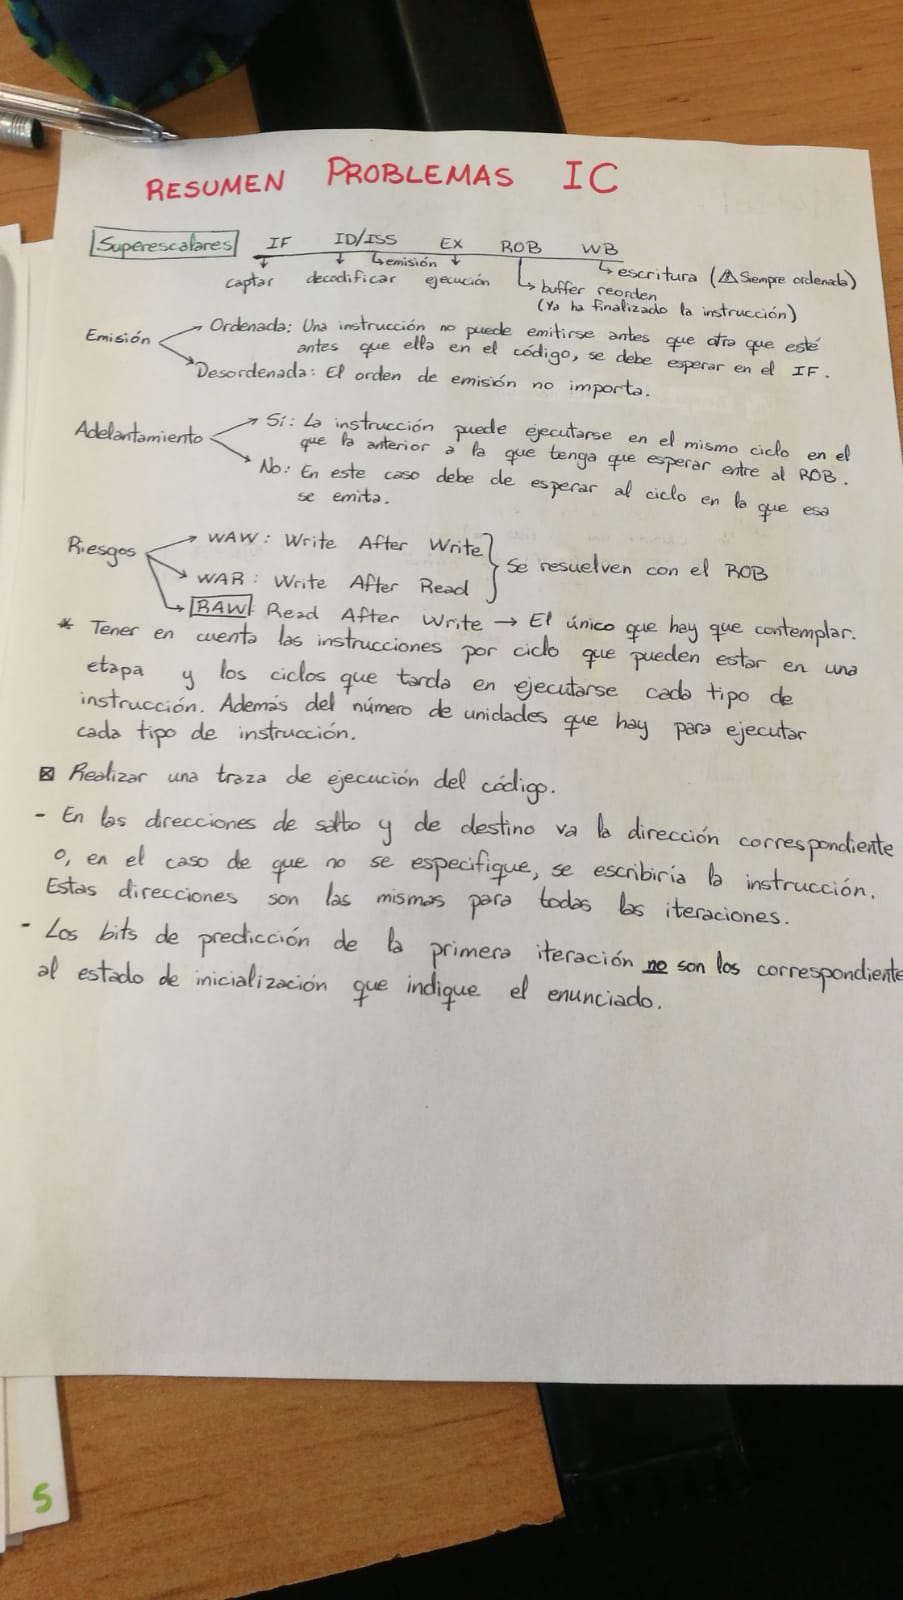 RESUMEN PROBLEMAS IC
Superescalares IF ID/ISS EX ROB WB
captar decodificar emisión ejecución
escritura (⚠ Siempre ordenada)
buffer reorden
(Ya ha finalizado la instrucción)
Emisión
Ordenada: Una instrucción no puede emitirse antes que otra que esté
antes que ella en el código, se debe esperar en el IF.
Desordenada: El orden de emisión no importa.
Adelantamiento
Sí: La instrucción puede ejecutarse en el mismo ciclo en el
que la anterior a la que tenga que esperar entre al ROB.
No: En este caso debe de esperar al ciclo en la que esa
se emita.
Riesgos
WAW: Write After Write
WAR: Write After Read
Se resuelven con el ROB
RAW: Read After Write → El único que hay que contemplar.
* Tener en cuenta las instrucciones por ciclo que pueden estar en una
etapa y los ciclos que tarda en ejecutarse cada tipo de
instrucción. Además del número de unidades que hay para ejecutar
cada tipo de instrucción.
☒ Realizar una traza de ejecución del código.
- En las direcciones de salto y de destino va la dirección correspondiente
o, en el caso de que no se especifique, se escribiría la instrucción.
Estas direcciones son las mismas para todas las iteraciones.
- Los bits de predicción de la primera iteración no son los correspondiente
al estado de inicialización que indique el enunciado.
5